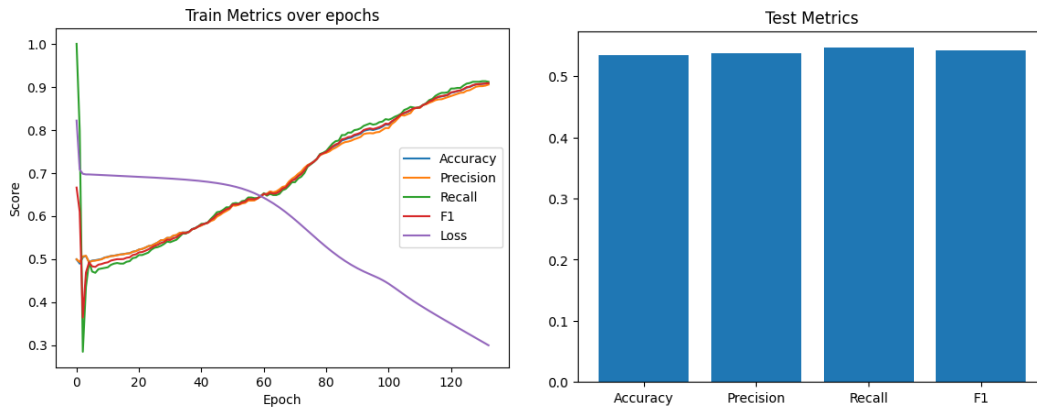 Train Metrics over epochs
1.0
0.9
0.8
0.7
0.6
0.5
0.4
0.3
Score
0 20 40 60 80 100 120
Epoch
Accuracy
Precision
Recall
F1
Loss
Test Metrics
0.5
0.4
0.3
0.2
0.1
0.0
Accuracy Precision Recall F1